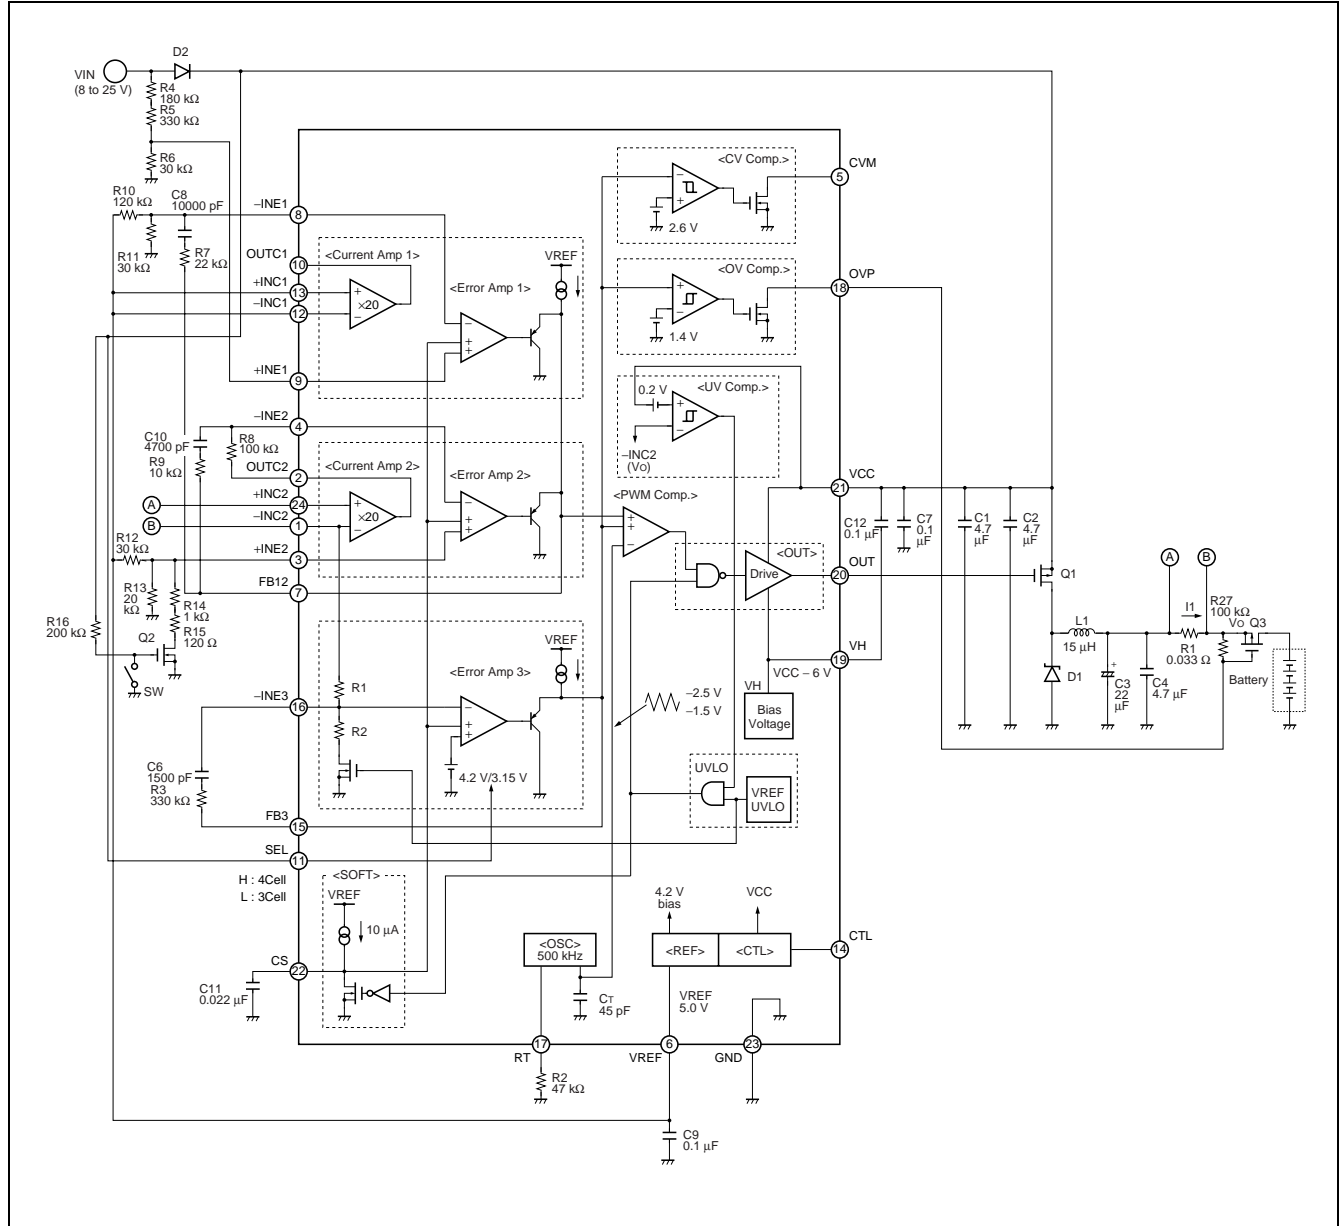 D2
VIN
(8 to 25 V)
R4
180 kΩ
R5
330 kΩ
R6
30 kΩ
R10
120 kΩ
C8
10000 pF
R11
30 kΩ
R7
22 kΩ
–INE1
8
OUTC1
10
+INC1
13
–INC1
12
+INE1
9
–INE2
4
C10
4700 pF
R8
100 kΩ
R9
10 kΩ
OUTC2
2
A
+INC2
24
B
–INC2
1
R12
30 kΩ
+INE2
3
R13
20
kΩ
FB12
7
R14
1 kΩ
R15
120 Ω
R16
200 kΩ
Q2
SW
–INE3
16
C6
1500 pF
R3
330 kΩ
FB3
15
SEL
11
H : 4Cell
L : 3Cell
CS
22
C11
0.022 µF
<Current Amp 1>
+
×20
–
<Error Amp 1>
VREF
–
+
+
<Current Amp 2>
+
×20
–
<Error Amp 2>
–
+
+
<Error Amp 3>
VREF
R1
R2
–
+
+
4.2 V/3.15 V
<SOFT>
VREF
10 µA
<CV Comp.>
–
+
2.6 V
CVM
5
<OV Comp.>
+
–
1.4 V
OVP
18
0.2 V
<UV Comp.>
+
–
–INC2
(VO)
<PWM Comp.>
+
+
–
<OUT>
Drive
VCC
21
OUT
20
VH
19
VCC – 6 V
VH
Bias
Voltage
–2.5 V
–1.5 V
UVLO
VREF
UVLO
4.2 V
bias
VCC
<OSC>
500 kHz
<REF>
<CTL>
CTL
14
CT
45 pF
VREF
5.0 V
17
RT
6
VREF
23
GND
R2
47 kΩ
C9
0.1 µF
C12
0.1 µF
C7
0.1
µF
C1
4.7
µF
C2
4.7
µF
Q1
A
B
L1
15 µH
I1
R1
0.033 Ω
R27
100 kΩ
VO
Q3
D1
+
C3
22
µF
C4
4.7 µF
Battery